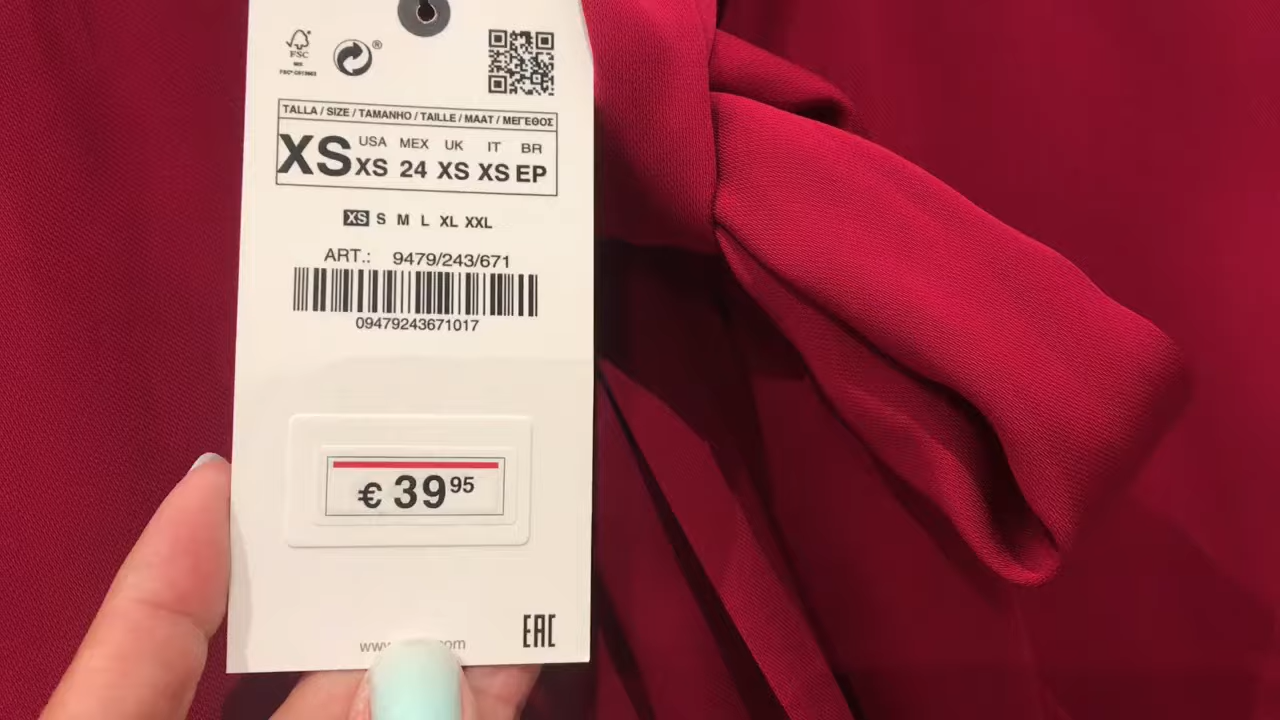 FSC
TALLA / SIZE / TAMANHO / TAILLE / MAAT / ΜΕΓΕΘΟΣ
XS
USA MEX UK IT BR
XS 24 XS XS EP
XS S M L XL XXL
ART.: 9479/243/671
09479243671017
€ 39 95
EAC